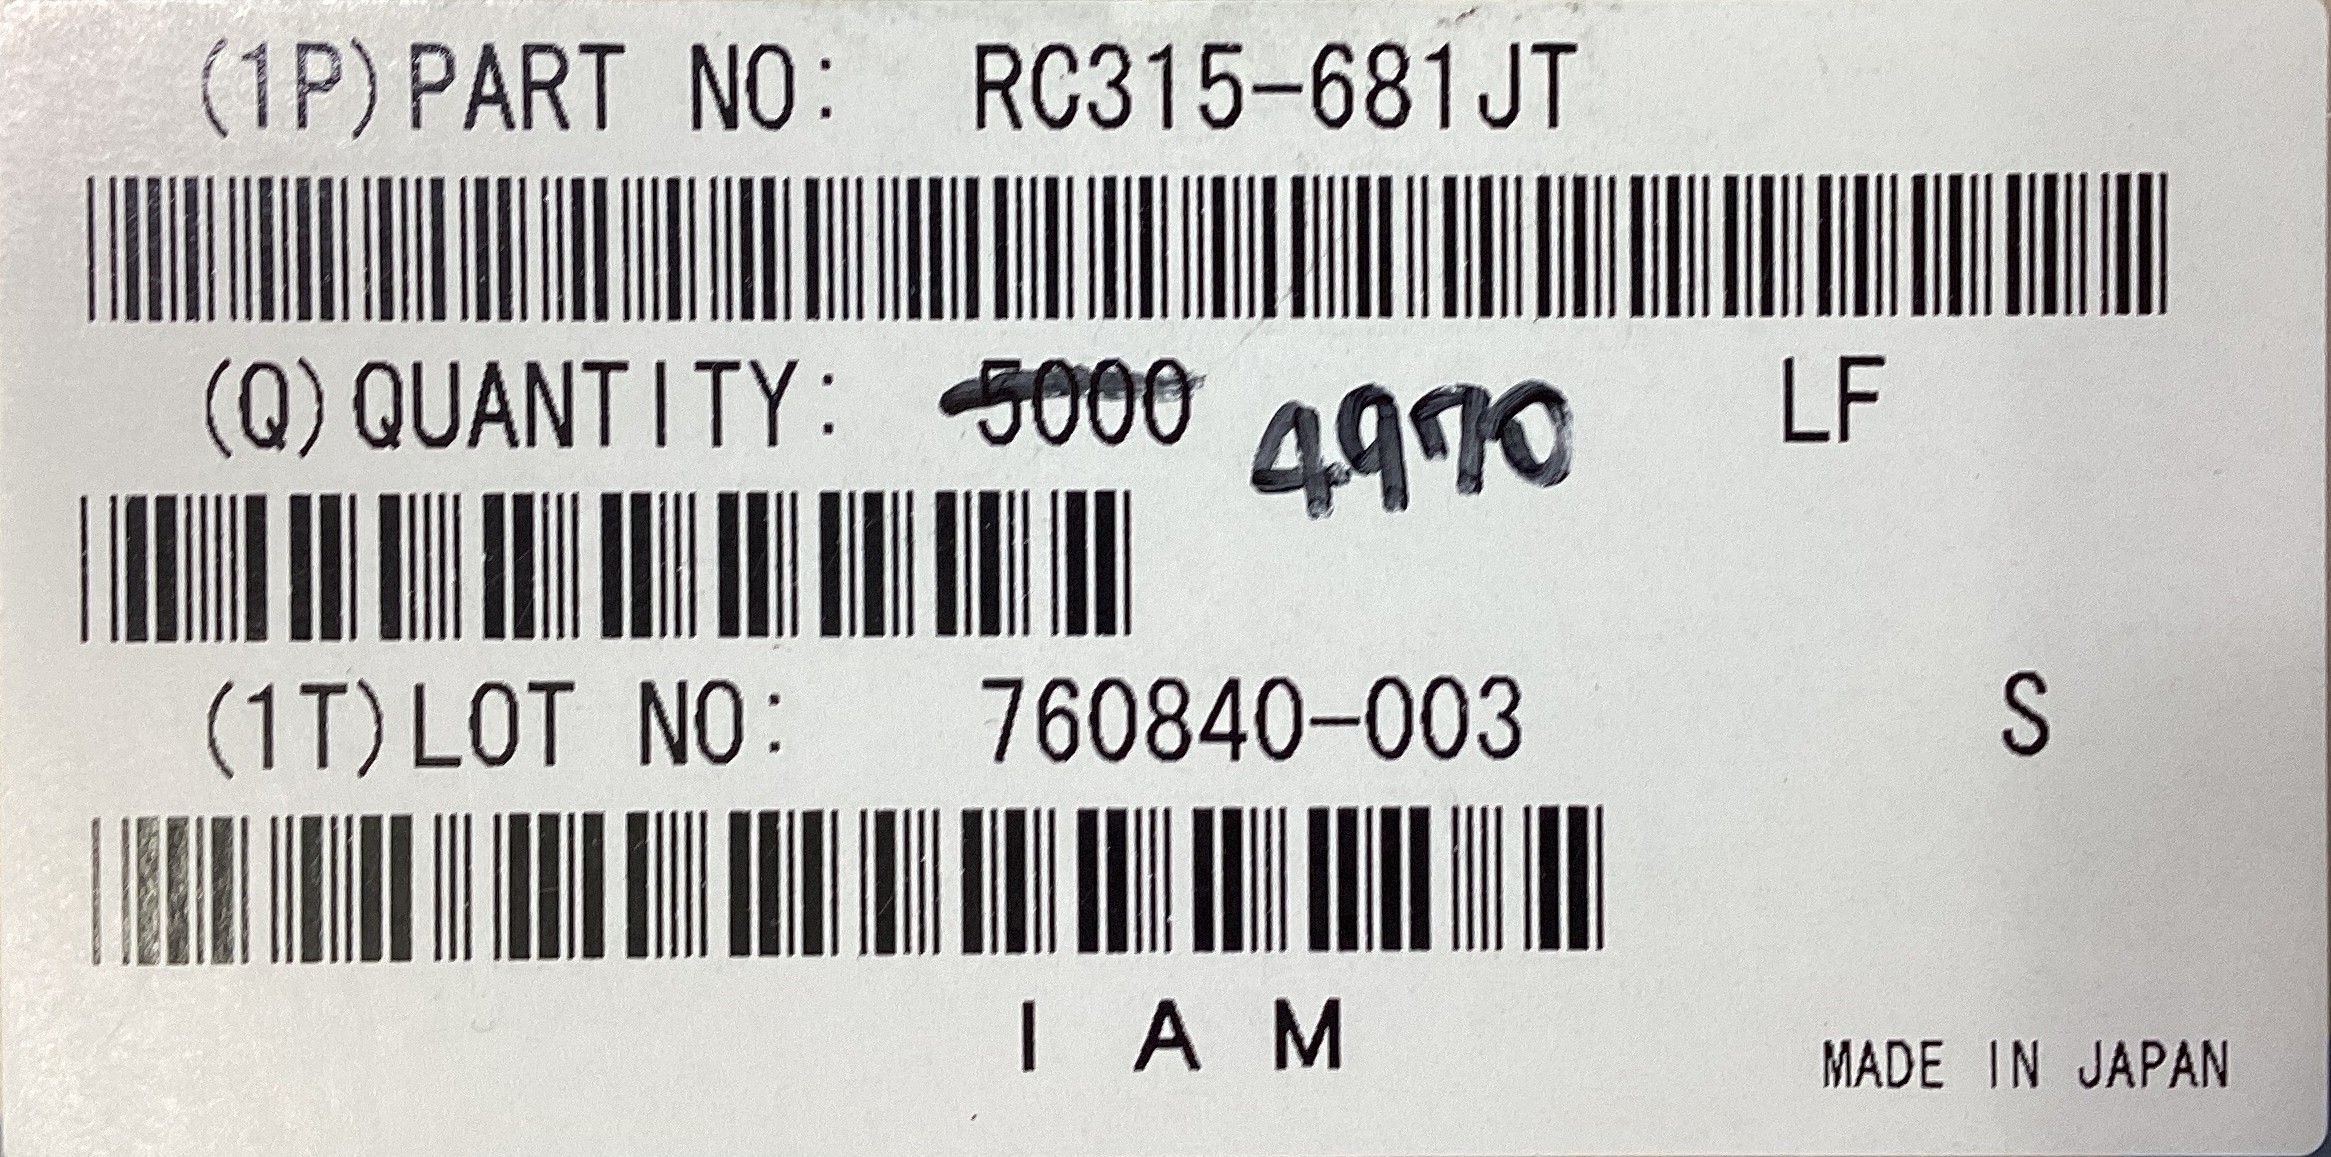 (1P)PART NO: RC315-681JT
(Q)QUANTITY: 5000 4970 LF
(1T)LOT NO: 760840-003 S
I A M
MADE IN JAPAN